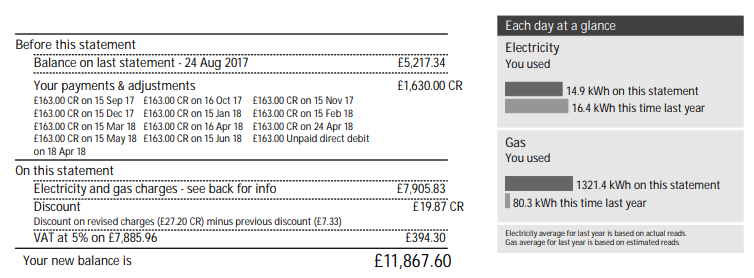 Before this statement
Balance on last statement - 24 Aug 2017 £5,217.34
Your payments & adjustments £1,630.00 CR
£163.00 CR on 15 Sep 17 £163.00 CR on 16 Oct 17 £163.00 CR on 15 Nov 17
£163.00 CR on 15 Dec 17 £163.00 CR on 15 Jan 18 £163.00 CR on 15 Feb 18
£163.00 CR on 15 Mar 18 £163.00 CR on 16 Apr 18 £163.00 CR on 24 Apr 18
£163.00 CR on 15 May 18 £163.00 CR on 15 Jun 18 £163.00 Unpaid direct debit
on 18 Apr 18
On this statement
Electricity and gas charges - see back for info £7,905.83
Discount £19.87 CR
Discount on revised charges (£27.20 CR) minus previous discount (£7.33)
VAT at 5% on £7,885.96 £394.30
Your new balance is £11,867.60
Each day at a glance
Electricity
You used
14.9 kWh on this statement
16.4 kWh this time last year
Gas
You used
1321.4 kWh on this statement
80.3 kWh this time last year
Electricity average for last year is based on actual reads.
Gas average for last year is based on estimated reads.